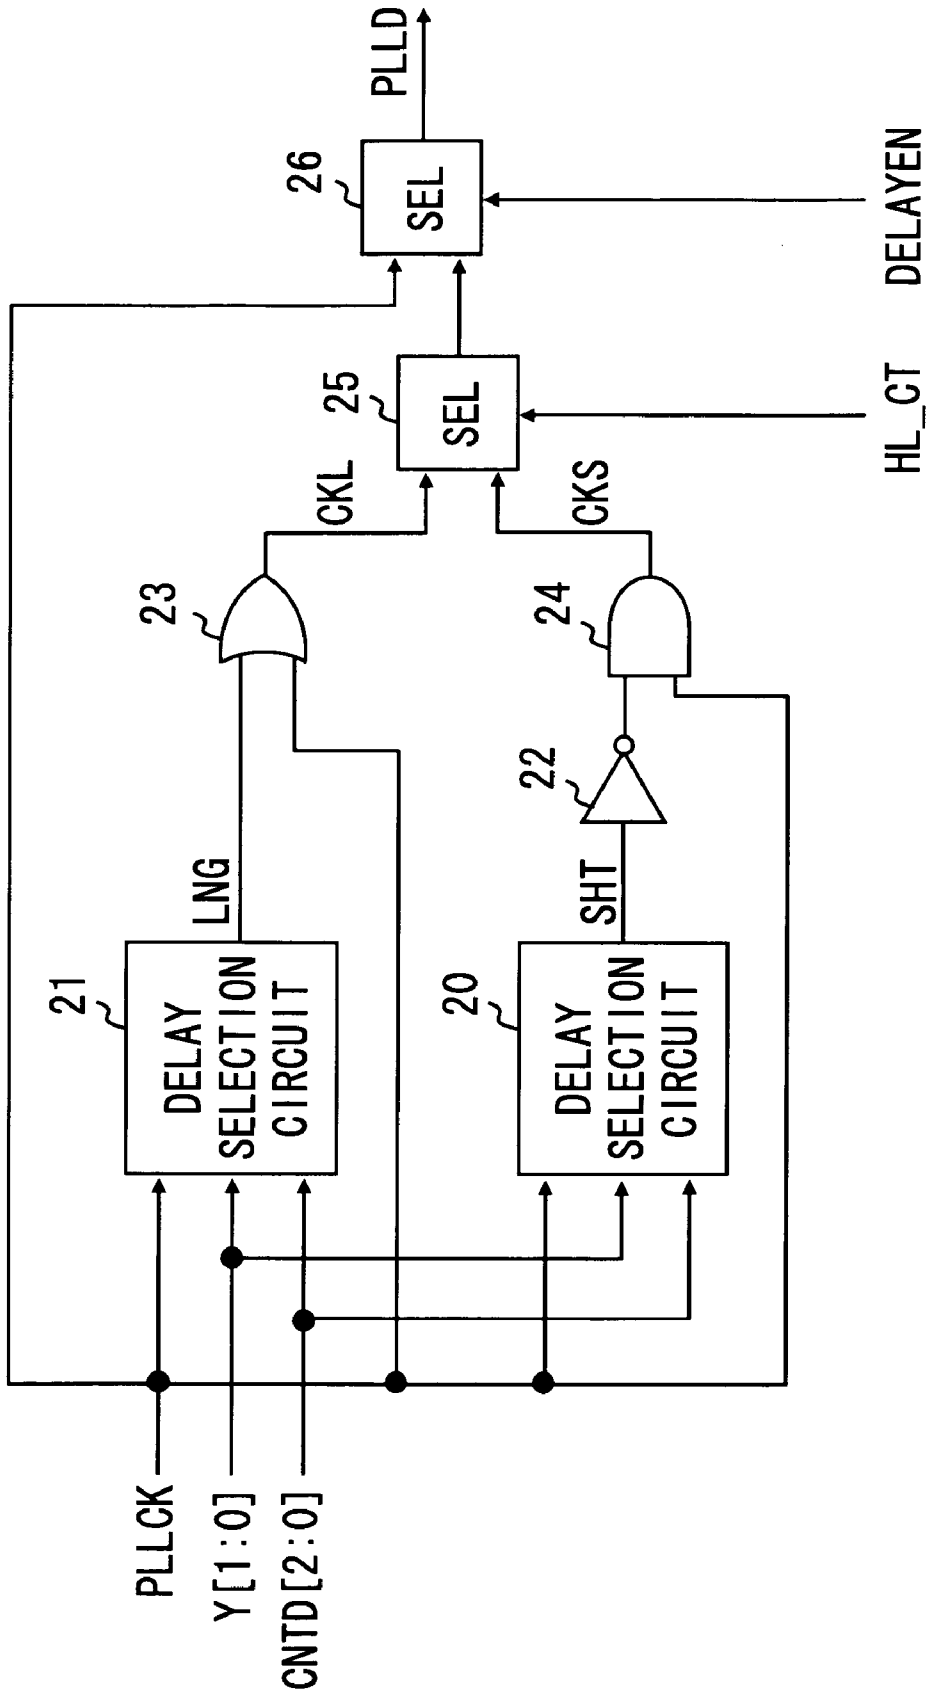 PLLCK
Y[1:0]
CNTD[2:0]
21
DELAY
SELECTION
CIRCUIT
LNG
23
CKL
20
DELAY
SELECTION
CIRCUIT
SHT
22
24
CKS
25
SEL
26
SEL
PLLD
HL_CT
DELAYEN